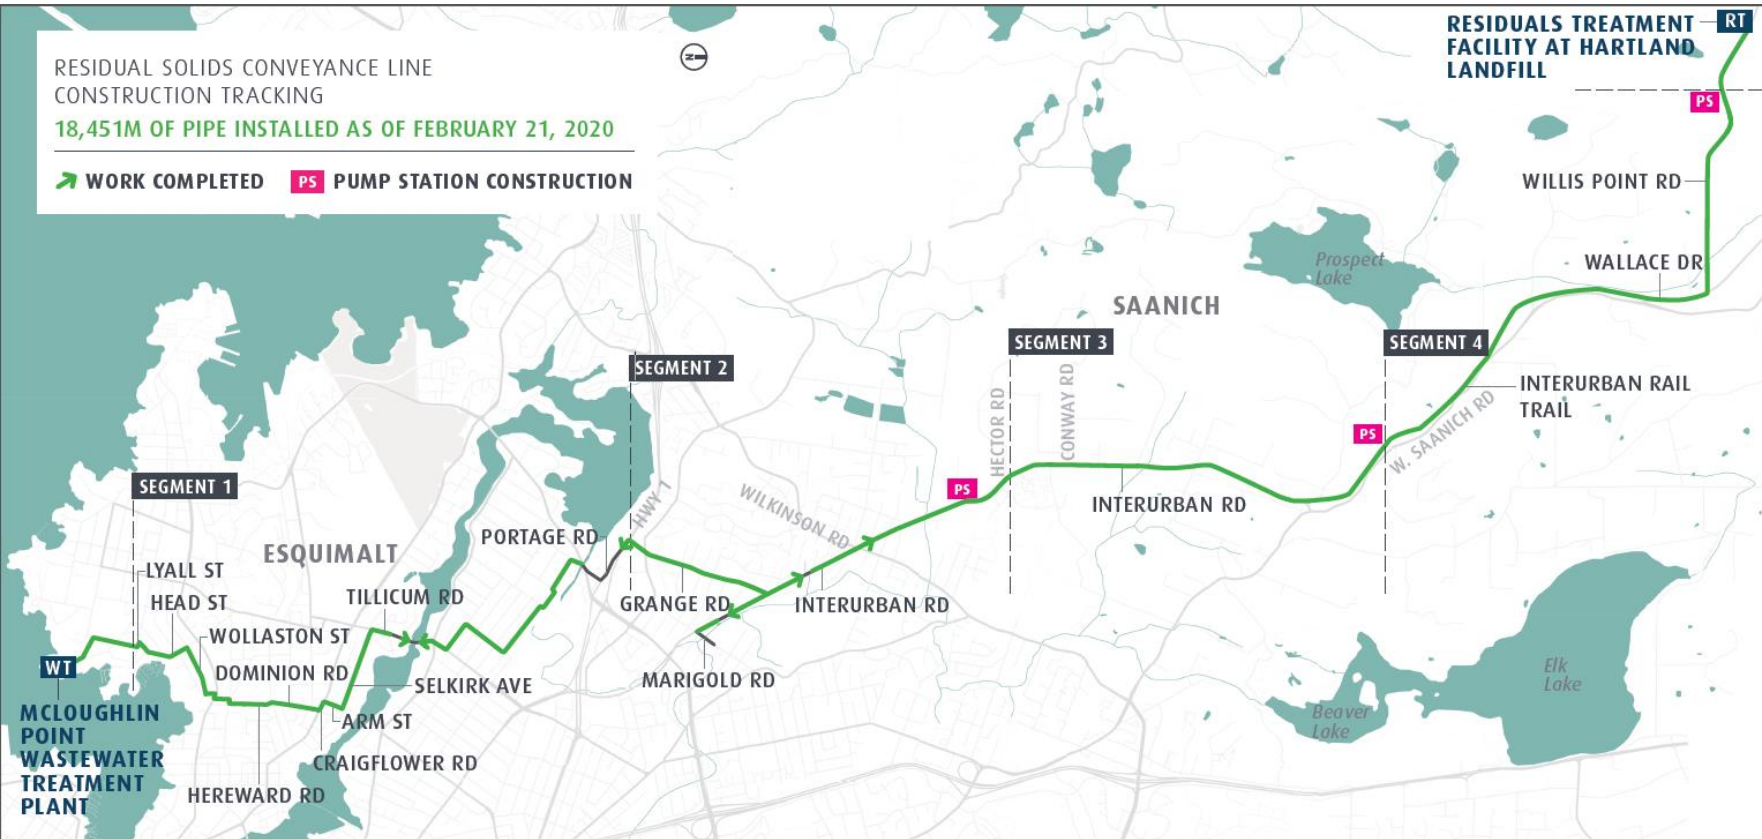 RESIDUAL SOLIDS CONVEYANCE LINE
CONSTRUCTION TRACKING
18,451M OF PIPE INSTALLED AS OF FEBRUARY 21, 2020
WORK COMPLETED
PS PUMP STATION CONSTRUCTION
N
RESIDUALS TREATMENT
FACILITY AT HARTLAND
LANDFILL
RT
PS
WILLIS POINT RD
WALLACE DR
Prospect
Lake
SAANICH
SEGMENT 3
SEGMENT 4
SEGMENT 2
INTERURBAN RAIL
TRAIL
W. SAANICH RD
PS
HECTOR RD
CONWAY RD
PS
INTERURBAN RD
SEGMENT 1
HWY 1
WILKINSON RD
PORTAGE RD
ESQUIMALT
LYALL ST
HEAD ST
TILLICUM RD
GRANGE RD
INTERURBAN RD
WOLLASTON ST
DOMINION RD
SELKIRK AVE
MARIGOLD RD
WT
MCLOUGHLIN
POINT
WASTEWATER
TREATMENT
PLANT
ARM ST
CRAIGFLOWER RD
HEREWARD RD
Elk
Lake
Beaver
Lake